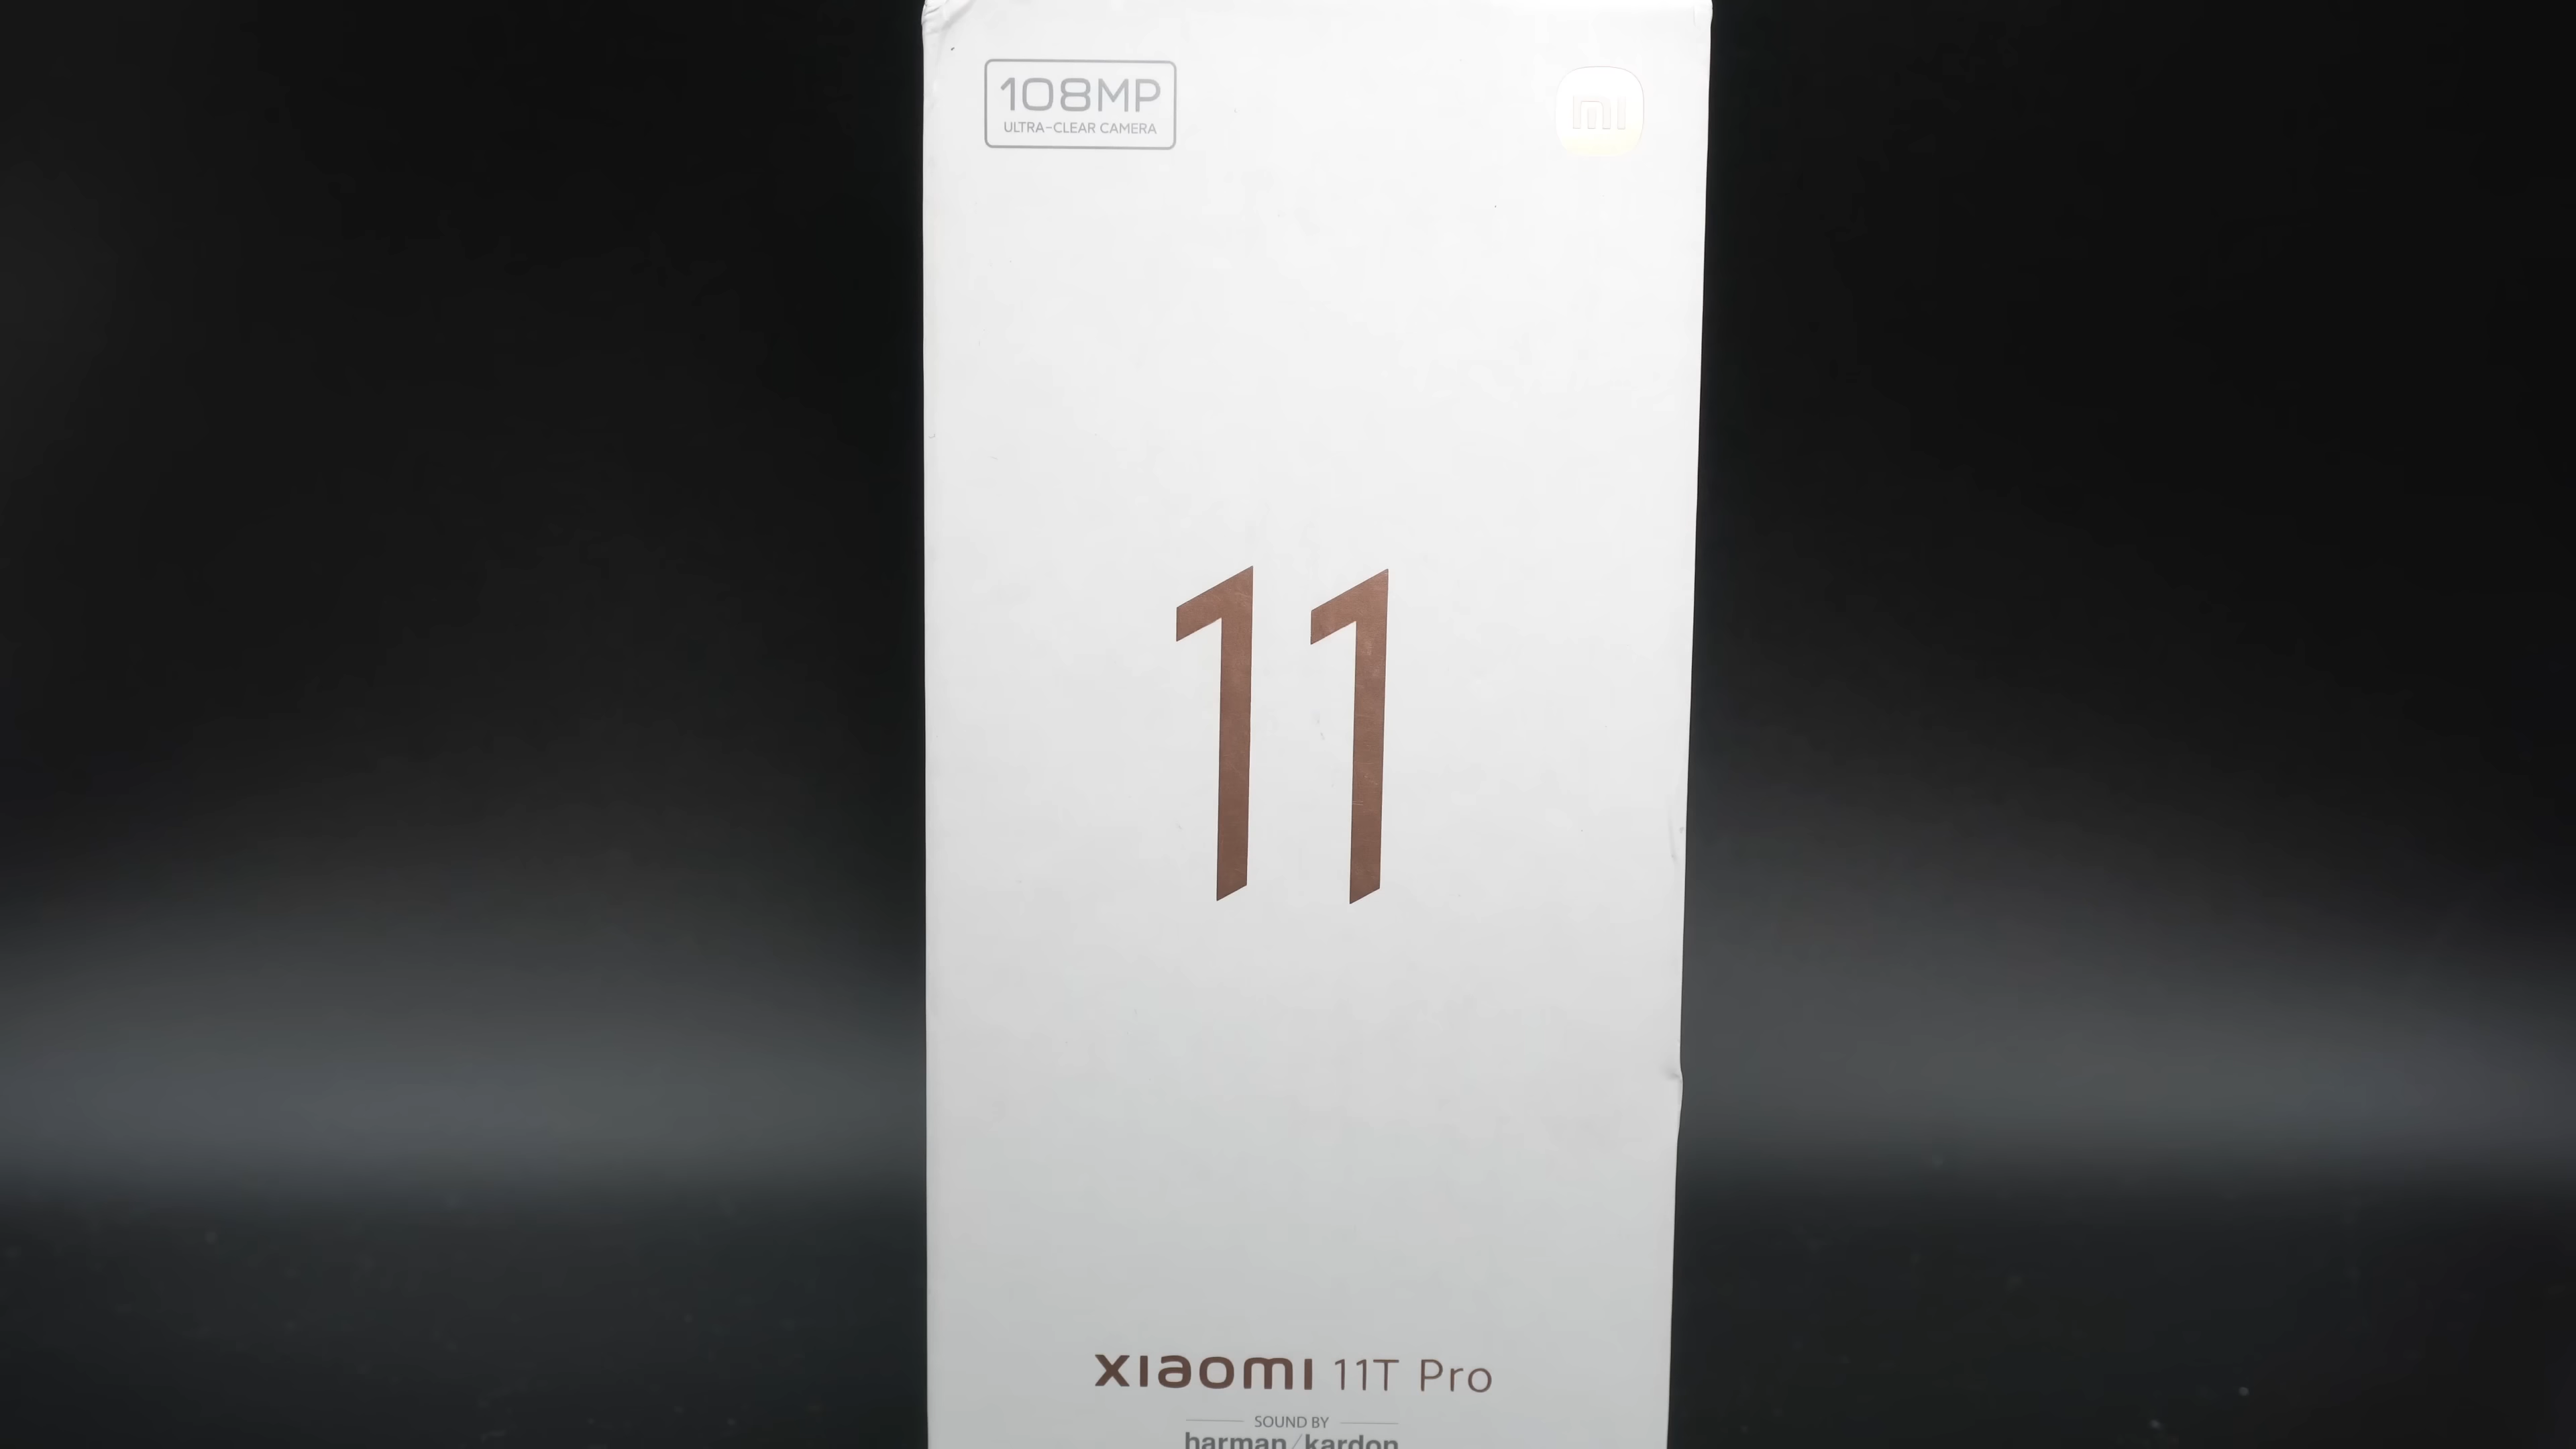 108MP
ULTRA-CLEAR CAMERA
mi
11
xiaomi 11T Pro
SOUND BY
harman/kardon